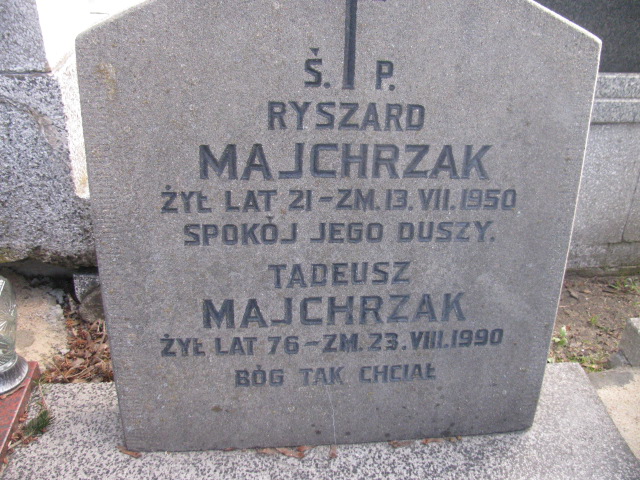 Ś. P.
RYSZARD
MAJCHRZAK
ŻYŁ LAT 21 - ZM. 13. VII. 1950
SPOKÓJ JEGO DUSZY.
TADEUSZ
MAJCHRZAK
ŻYŁ LAT 76 - ZM. 23. VIII. 1990
BÓG TAK CHCIAŁ